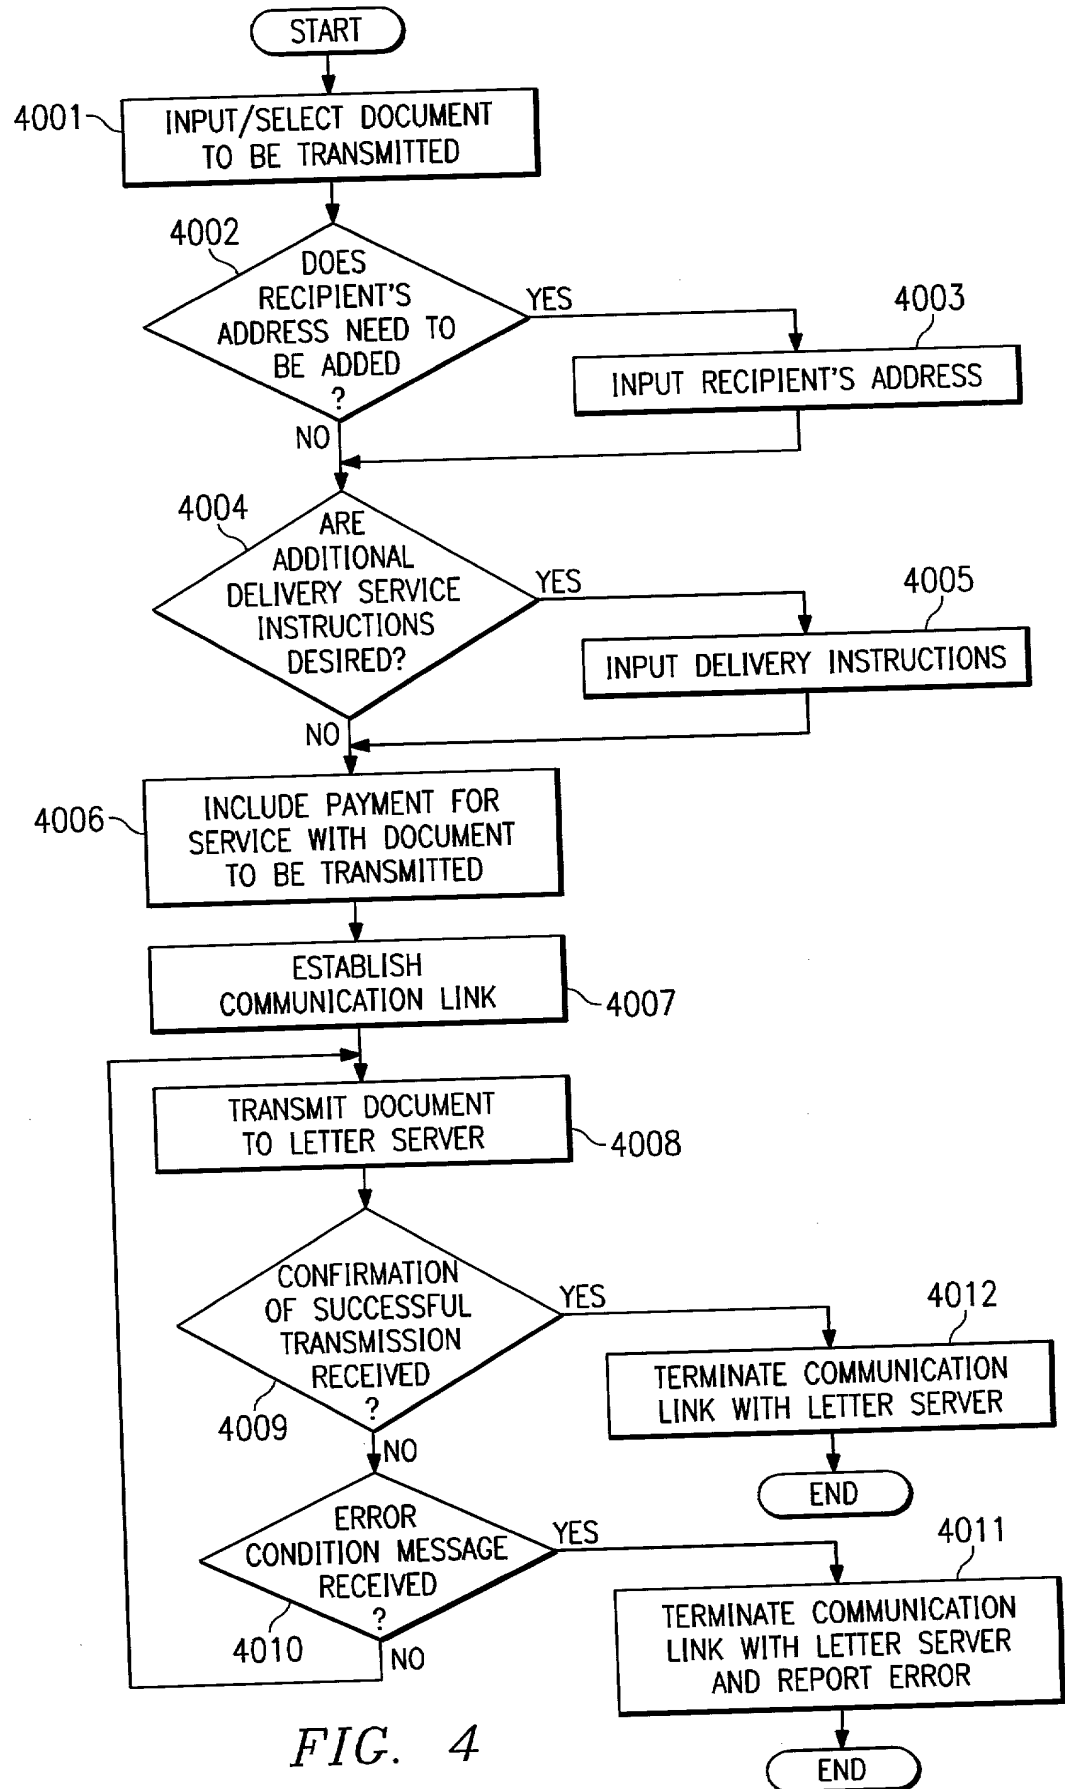 START
4001
INPUT/SELECT DOCUMENT
TO BE TRANSMITTED
4002
DOES
RECIPIENT'S
ADDRESS NEED TO
BE ADDED
?
YES
4003
INPUT RECIPIENT'S ADDRESS
NO
4004
ARE
ADDITIONAL
DELIVERY SERVICE
INSTRUCTIONS
DESIRED?
YES
4005
INPUT DELIVERY INSTRUCTIONS
NO
4006
INCLUDE PAYMENT FOR
SERVICE WITH DOCUMENT
TO BE TRANSMITTED
ESTABLISH
COMMUNICATION LINK
4007
TRANSMIT DOCUMENT
TO LETTER SERVER
4008
CONFIRMATION
OF SUCCESSFUL
TRANSMISSION
RECEIVED
?
4009
YES
4012
TERMINATE COMMUNICATION
LINK WITH LETTER SERVER
END
NO
ERROR
CONDITION MESSAGE
RECEIVED
?
4010
YES
4011
TERMINATE COMMUNICATION
LINK WITH LETTER SERVER
AND REPORT ERROR
END
NO
FIG. 4